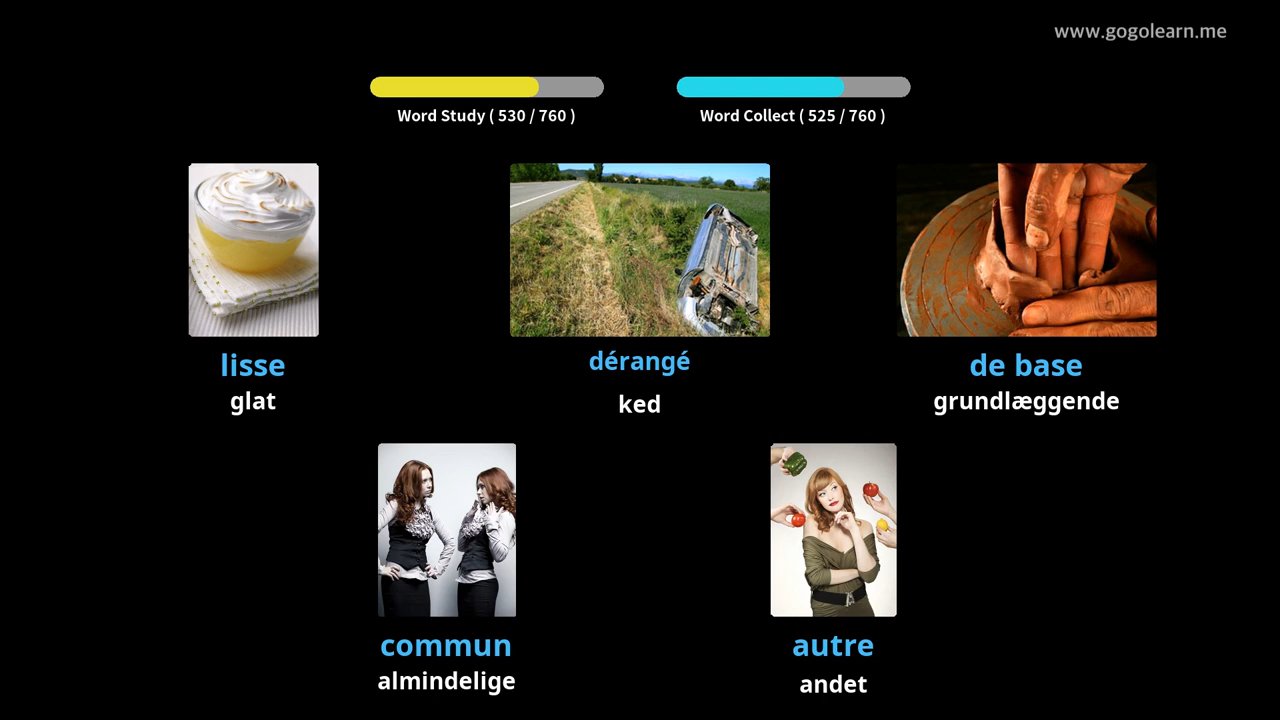 www.gogolearn.me
Word Study ( 530 / 760 )
Word Collect ( 525 / 760 )
lisse
glat
dérangé
ked
de base
grundlæggende
commun
almindelige
autre
andet